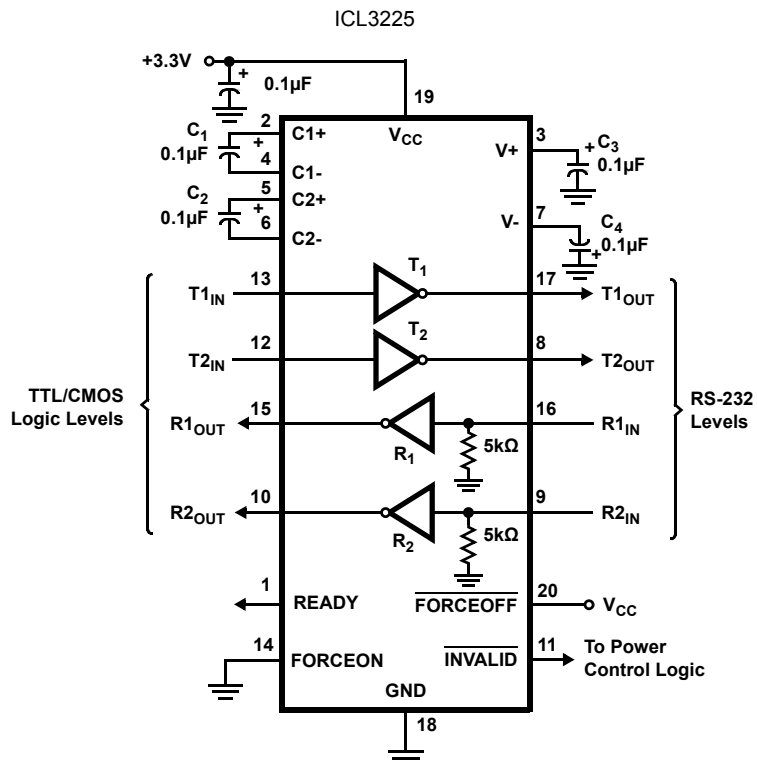 ICL3225
+3.3V
+
0.1µF
19
VCC
2
C1+
C1
0.1µF
+
4
C1-
5
C2+
C2
0.1µF
+
6
C2-
3
V+
+
C3
0.1µF
7
V-
C4
0.1µF
+
T1
T1IN
13
17
T1OUT
T2
T2IN
12
8
T2OUT
TTL/CMOS
Logic Levels
RS-232
Levels
R1OUT
15
16
R1IN
R1
5kΩ
R2OUT
10
9
R2IN
R2
5kΩ
1
READY
FORCEOFF
20
VCC
14
FORCEON
INVALID
11
To Power
Control Logic
GND
18